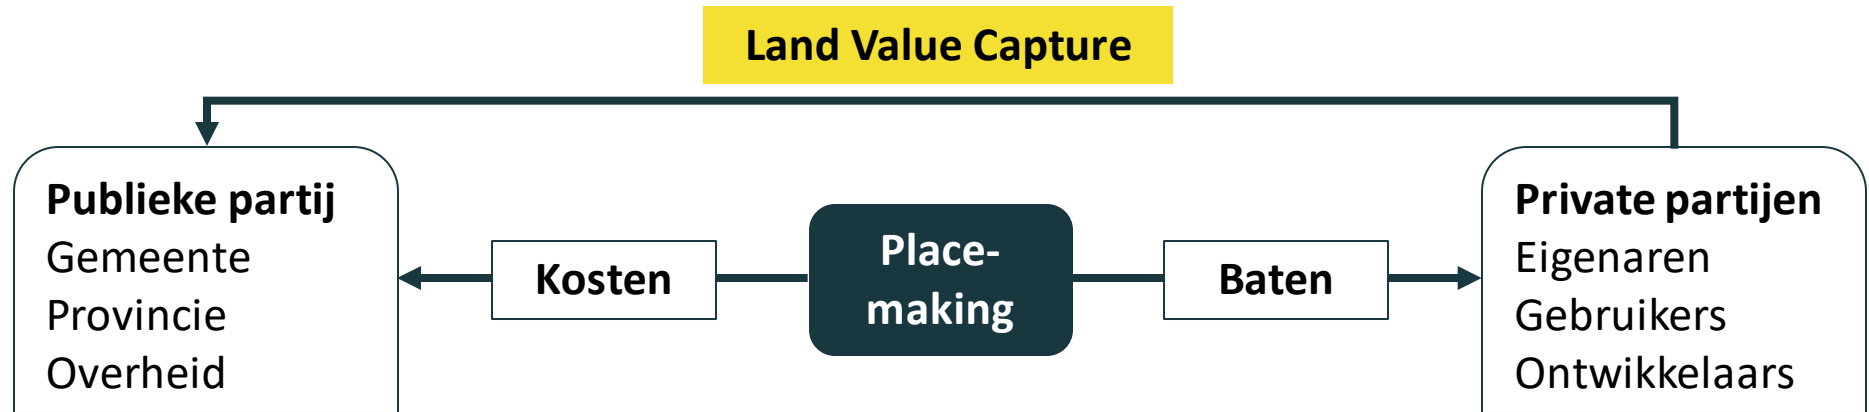 Land Value Capture
Publieke partij
Gemeente
Provincie
Overheid
Kosten
Place-
making
Baten
Private partijen
Eigenaren
Gebruikers
Ontwikkelaars